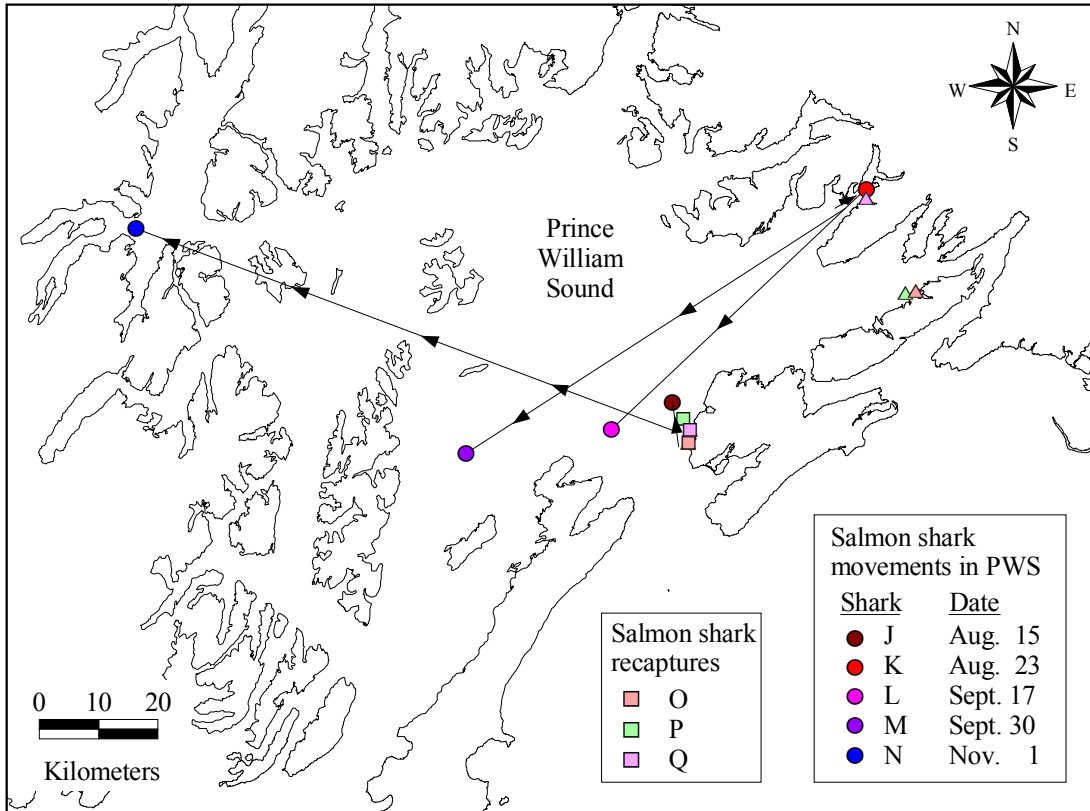 N
W E
S
Prince
William
Sound
Salmon shark
movements in PWS
Shark Date
J Aug. 15
K Aug. 23
L Sept. 17
M Sept. 30
N Nov. 1
Salmon shark
recaptures
O
P
Q
0 10 20
Kilometers